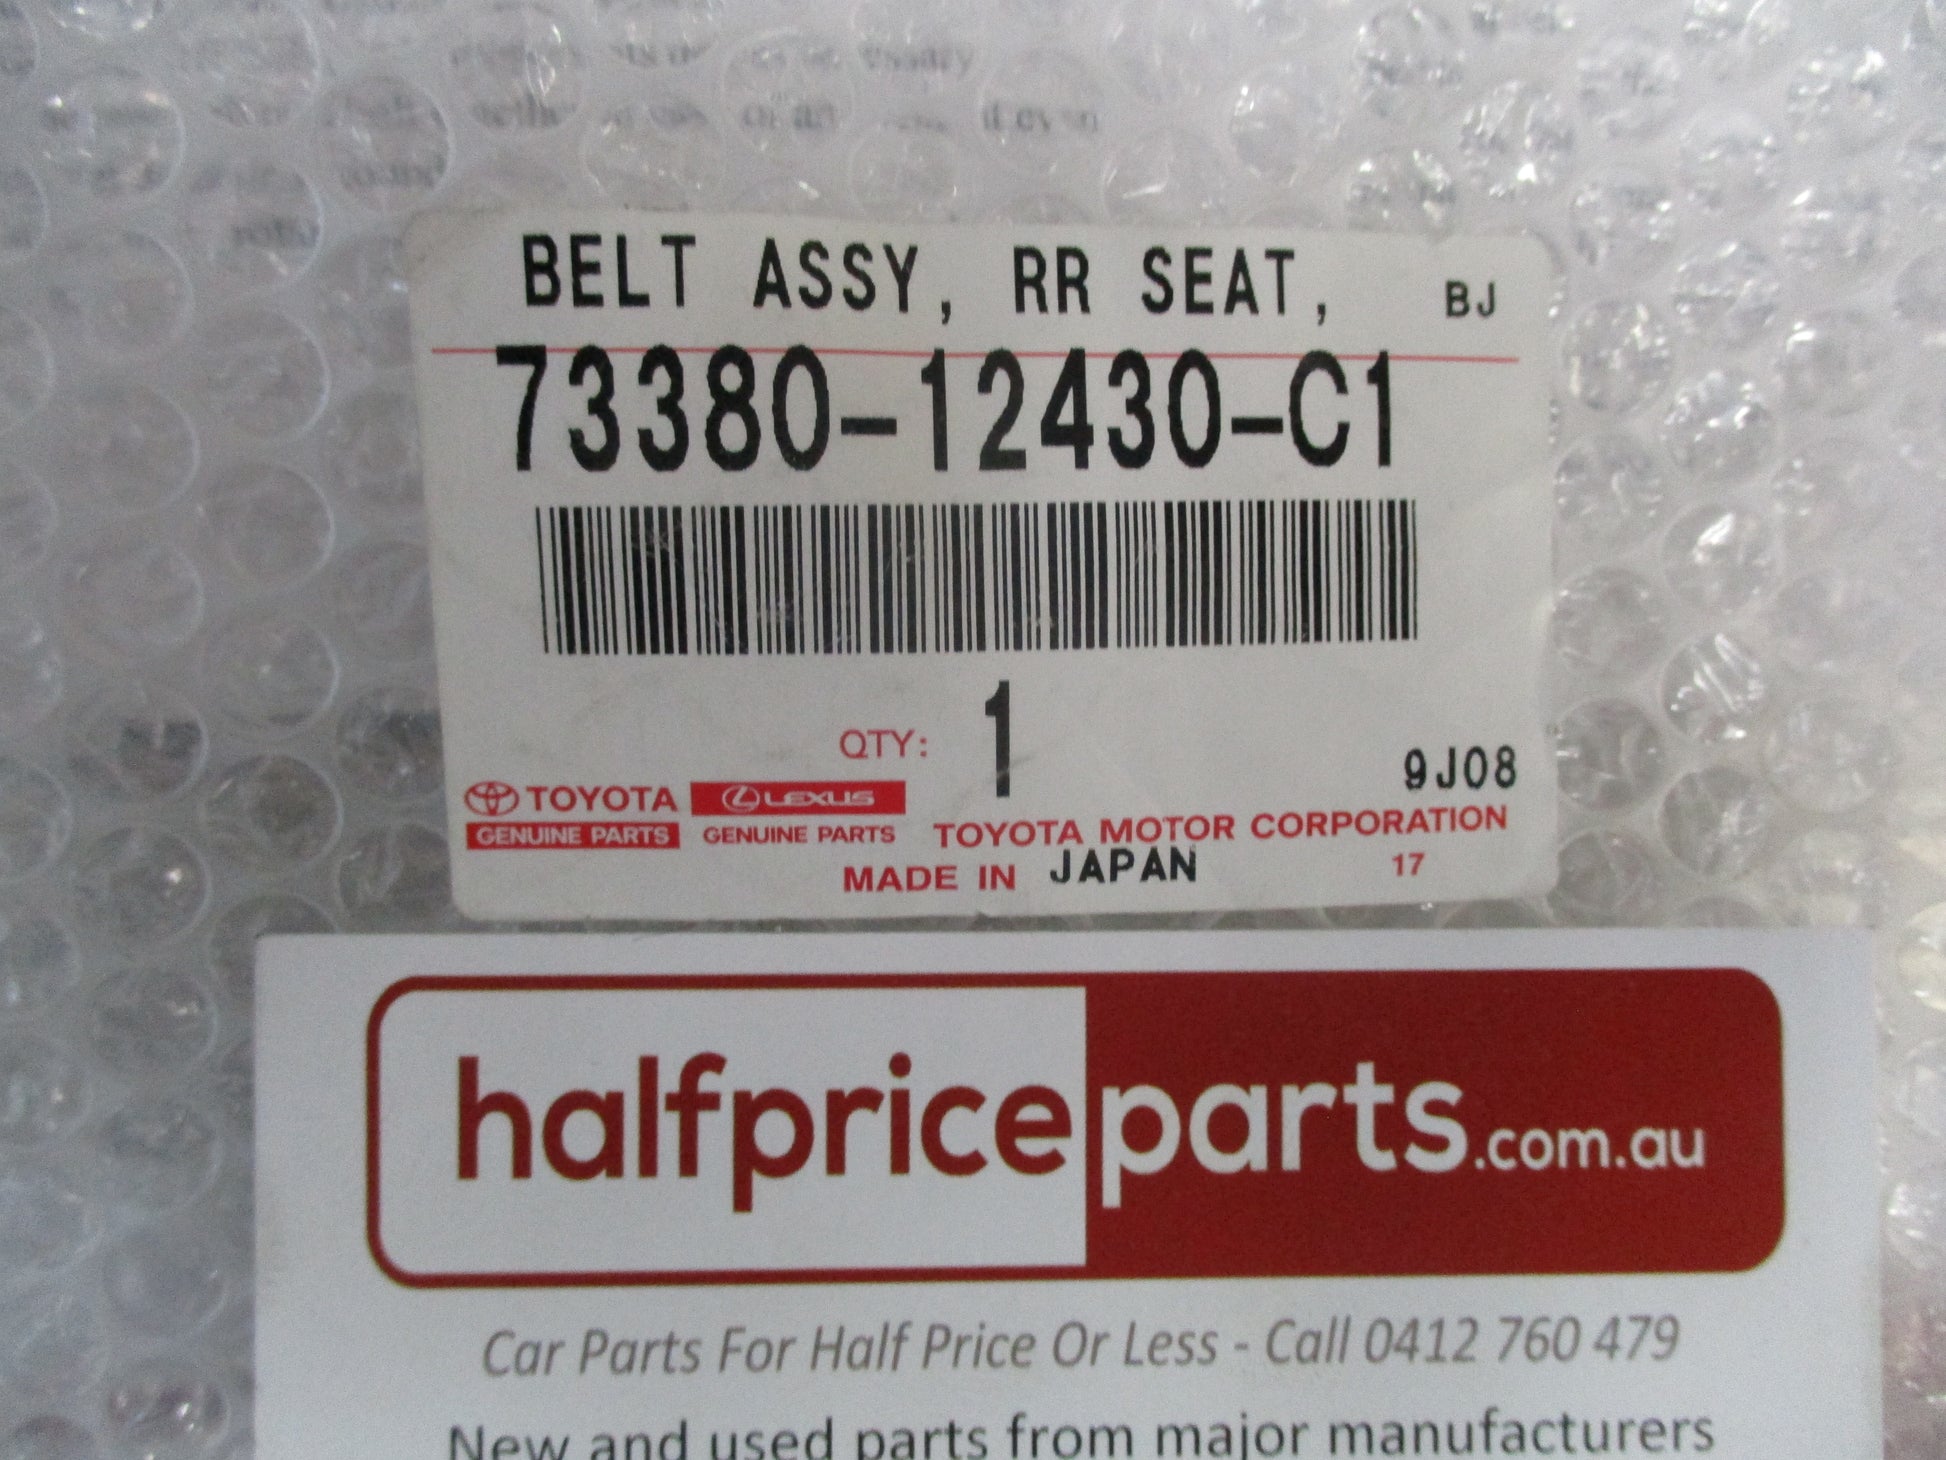 it even
BELT ASSY, RR SEAT, BJ
73380-12430-C1
QTY: 1
9J08
TOYOTA LEXUS
GENUINE PARTS GENUINE PARTS TOYOTA MOTOR CORPORATION
MADE IN JAPAN 17
halfpriceparts.com.au
Car Parts For Half Price Or Less - Call 0412 760 479
New and used parts from major manufacturers